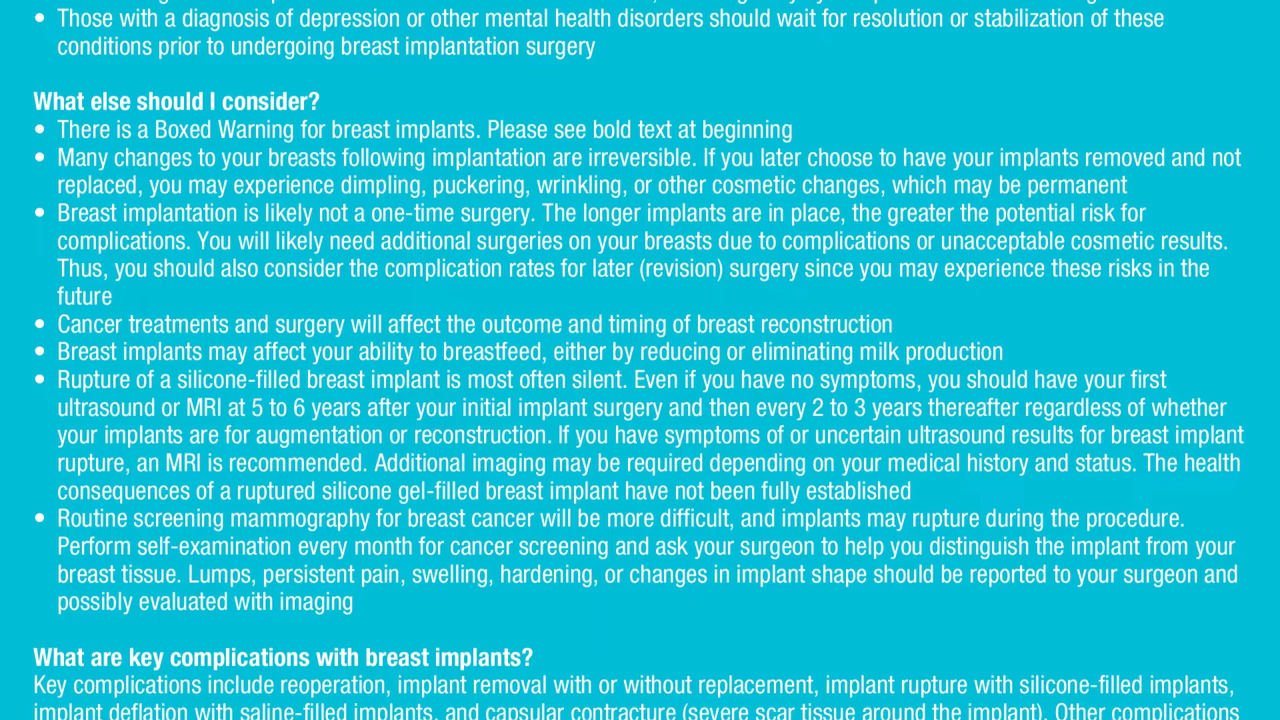 • Those with a diagnosis of depression or other mental health disorders should wait for resolution or stabilization of these
conditions prior to undergoing breast implantation surgery
What else should I consider?
• There is a Boxed Warning for breast implants. Please see bold text at beginning
• Many changes to your breasts following implantation are irreversible. If you later choose to have your implants removed and not
replaced, you may experience dimpling, puckering, wrinkling, or other cosmetic changes, which may be permanent
• Breast implantation is likely not a one-time surgery. The longer implants are in place, the greater the potential risk for
complications. You will likely need additional surgeries on your breasts due to complications or unacceptable cosmetic results.
Thus, you should also consider the complication rates for later (revision) surgery since you may experience these risks in the
future
• Cancer treatments and surgery will affect the outcome and timing of breast reconstruction
• Breast implants may affect your ability to breastfeed, either by reducing or eliminating milk production
• Rupture of a silicone-filled breast implant is most often silent. Even if you have no symptoms, you should have your first
ultrasound or MRI at 5 to 6 years after your initial implant surgery and then every 2 to 3 years thereafter regardless of whether
your implants are for augmentation or reconstruction. If you have symptoms of or uncertain ultrasound results for breast implant
rupture, an MRI is recommended. Additional imaging may be required depending on your medical history and status. The health
consequences of a ruptured silicone gel-filled breast implant have not been fully established
• Routine screening mammography for breast cancer will be more difficult, and implants may rupture during the procedure.
Perform self-examination every month for cancer screening and ask your surgeon to help you distinguish the implant from your
breast tissue. Lumps, persistent pain, swelling, hardening, or changes in implant shape should be reported to your surgeon and
possibly evaluated with imaging
What are key complications with breast implants?
Key complications include reoperation, implant removal with or without replacement, implant rupture with silicone-filled implants,
implant deflation with saline-filled implants, and capsular contracture (severe scar tissue around the implant). Other complications